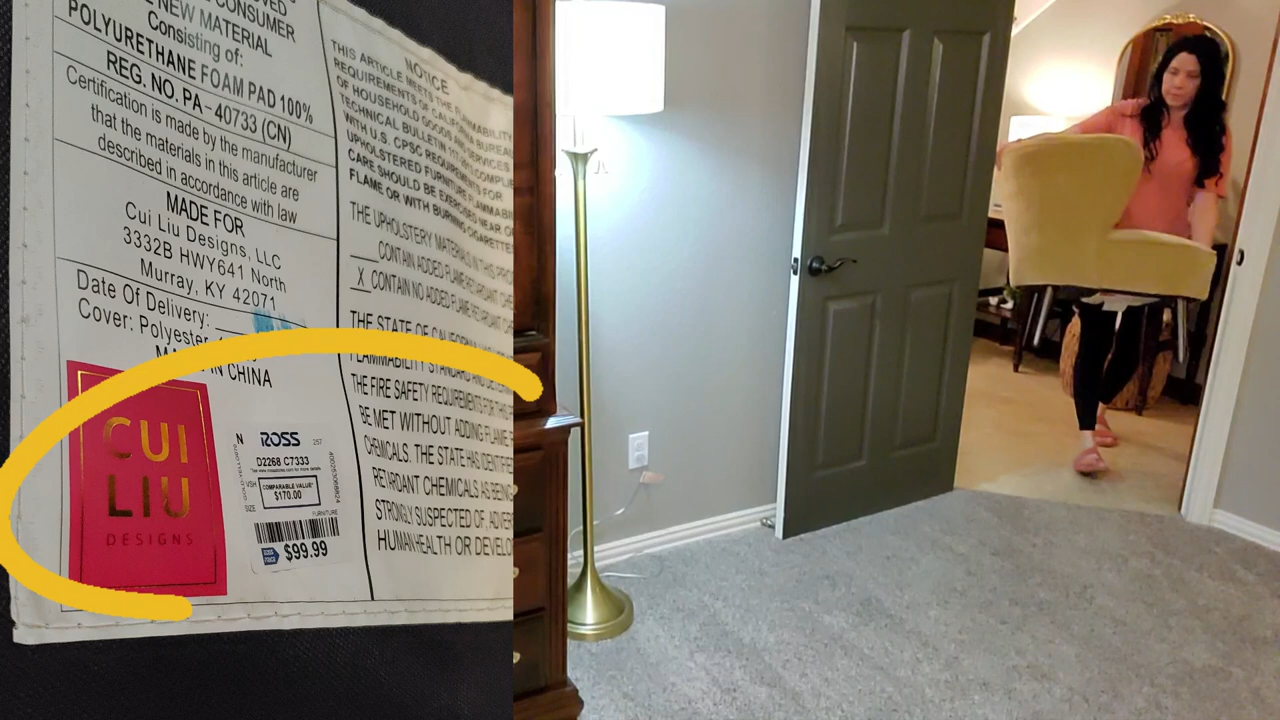 NEW MATERIAL
Consisting of:
POLYURETHANE FOAM PAD 100%
REG. NO. PA - 40733 (CN)
Certification is made by the manufacturer
that the materials in this article are
described in accordance with law
MADE FOR
Cui Liu Designs, LLC
3332B HWY641 North
Murray, KY 42071
Date Of Delivery:
Cover: Polyester
IN CHINA
CUI
LIU
DESIGNS
N
ROSS
257
D2268 C7333
COMPARABLE VALUE*
$170.00
SIZE
FURNITURE
$99.99
NOTICE
THIS ARTICLE MEETS THE FLAMMABILITY
REQUIREMENTS OF CALIFORNIA BUREAU
OF HOUSEHOLD GOODS AND SERVICES
TECHNICAL BULLETIN
WITH U.S. CPSC REQUIREMENTS FOR
UPHOLSTERED FURNITURE
CARE SHOULD BE EXERCISED NEAR
FLAME OR WITH BURNING
THE UPHOLSTERY MATERIALS IN THIS
CONTAIN ADDED FLAME RETARDANT
X CONTAIN NO ADDED FLAME RETARDANT
THE STATE OF CALIFORNIA
FLAMMABILITY STANDARD AND
THE FIRE SAFETY REQUIREMENTS FOR THIS
BE MET WITHOUT ADDING FLAME
CHEMICALS. THE STATE HAS IDENTIFIED
RETARDANT CHEMICALS AS BEING
STRONGLY SUSPECTED OF,
HUMAN HEALTH OR